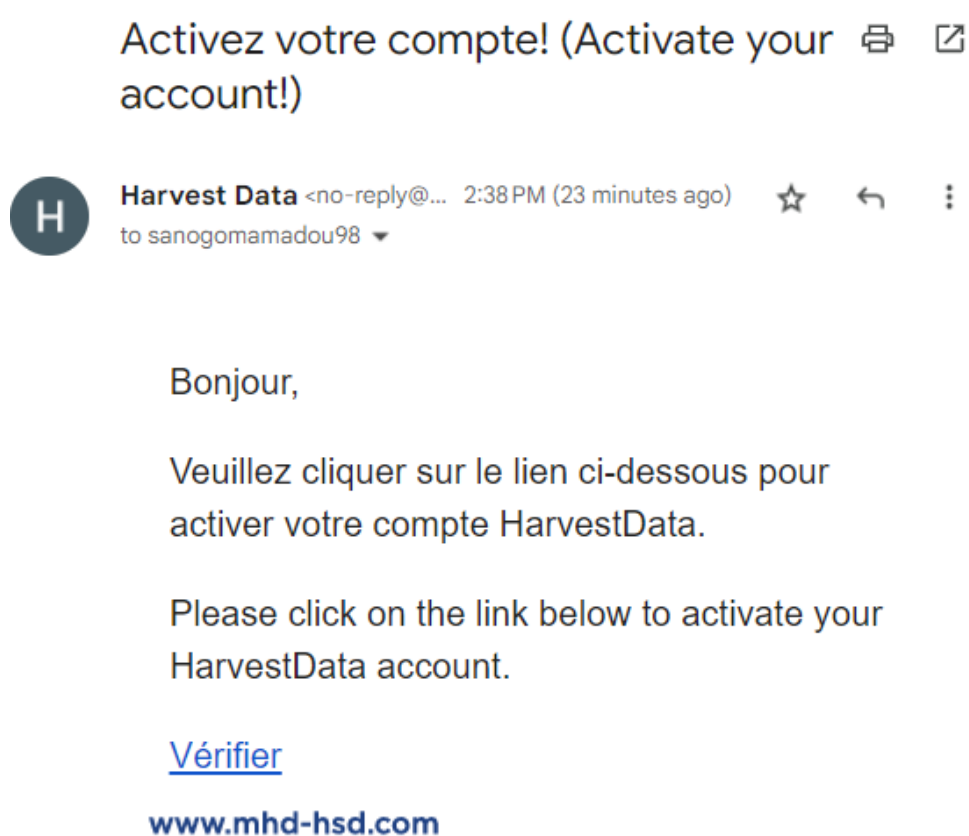 Activez votre compte! (Activate your
account!)
H
Harvest Data <no-reply@... 2:38 PM (23 minutes ago)
to sanogomamadou98
Bonjour,
Veuillez cliquer sur le lien ci-dessous pour
activer votre compte HarvestData.
Please click on the link below to activate your
HarvestData account.
Vérifier
www.mhd-hsd.com